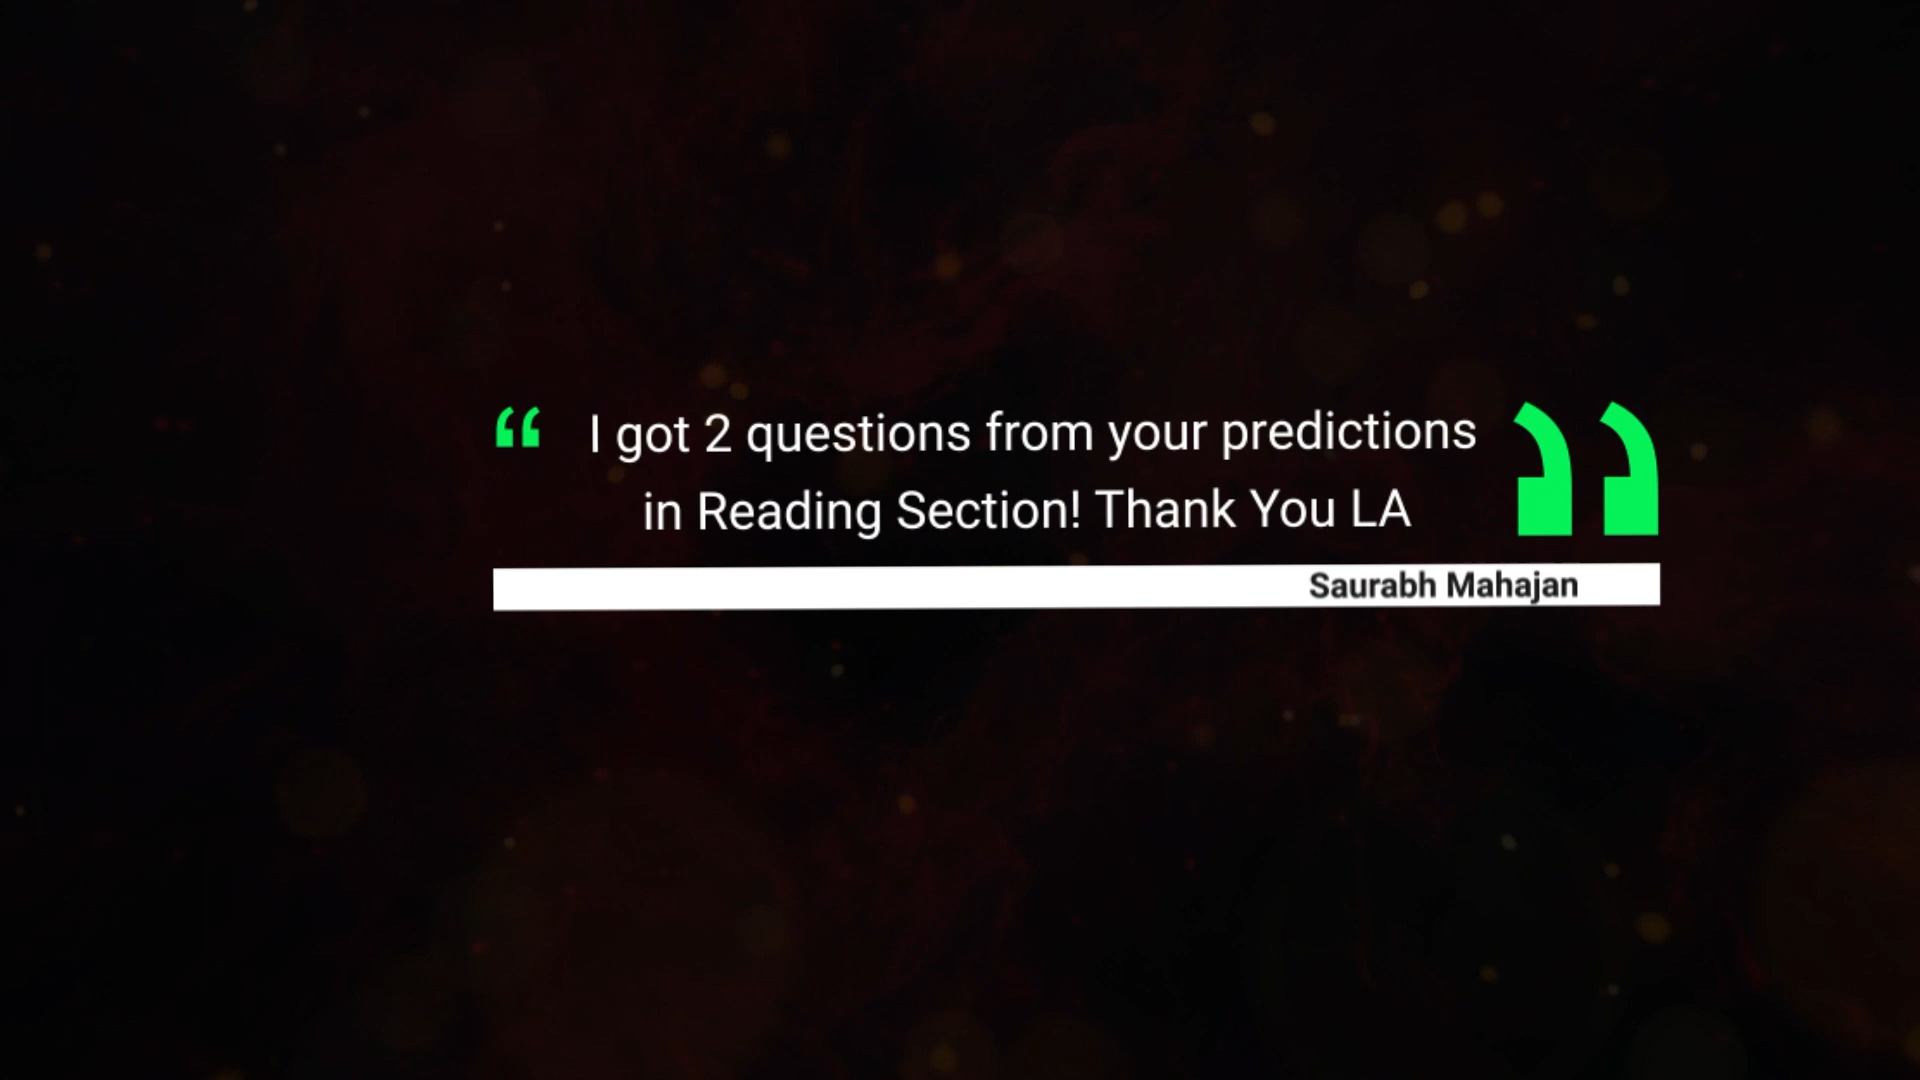 “ I got 2 questions from your predictions
in Reading Section! Thank You LA ”
Saurabh Mahajan